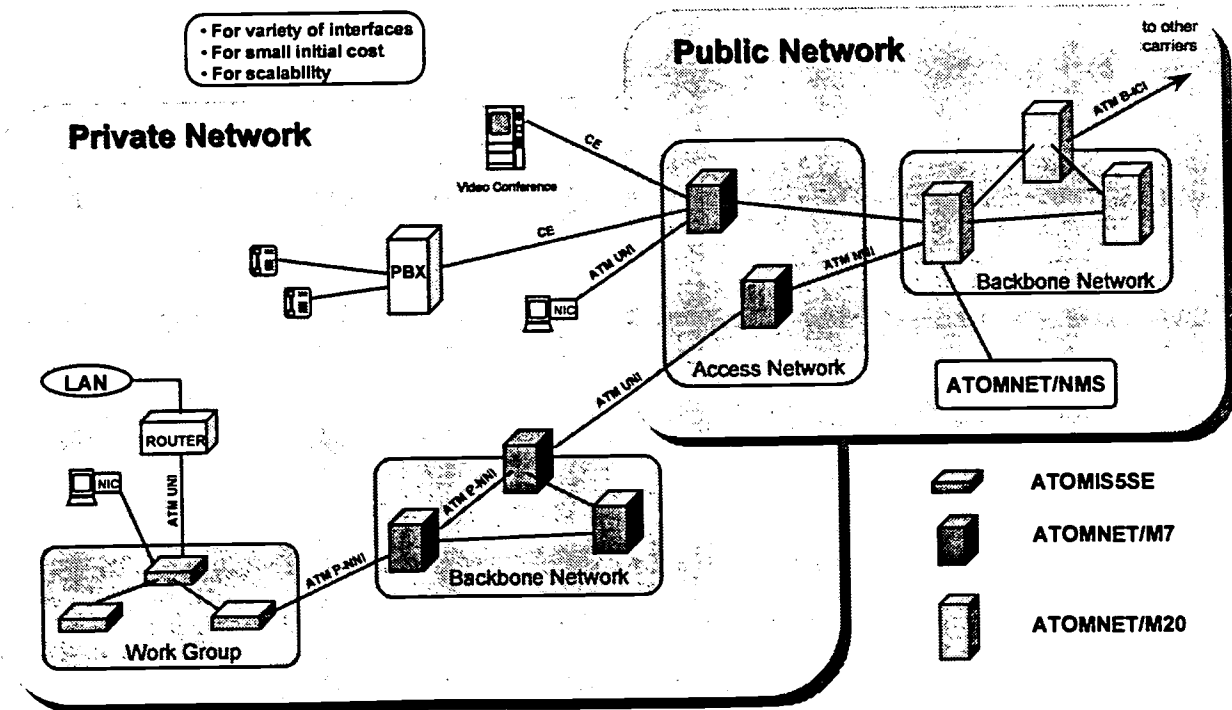 • For variety of interfaces
• For small initial cost
• For scalability
Public Network
to other
carriers
ATM B-ICI
Private Network
Video Conference
CE
CE
PBX
ATM UNI
NIC
ATM NNI
Backbone Network
Access Network
ATOMNET/NMS
LAN
ROUTER
NIC
ATM UNI
ATM UNI
ATM P-NNI
ATM P-NNI
Backbone Network
Work Group
ATOMIS5SE
ATOMNET/M7
ATOMNET/M20